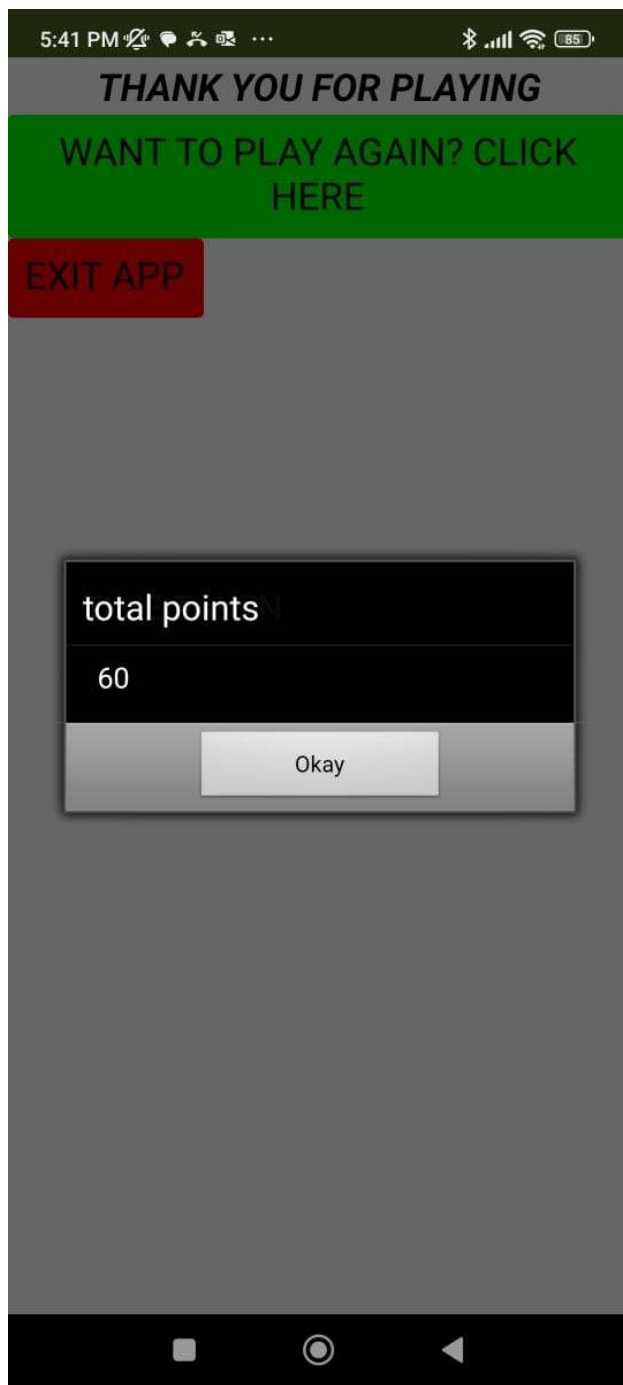 5:41 PM
85
THANK YOU FOR PLAYING
WANT TO PLAY AGAIN? CLICK
HERE
EXIT APP
total points
60
Okay